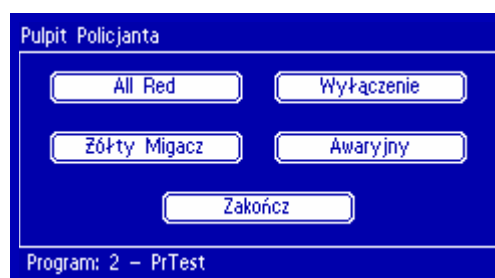 Pulpit Policjanta
All Red
Wyłączenie
Żółty Migacz
Awaryjny
Zakończ
Program: 2 – PrTest